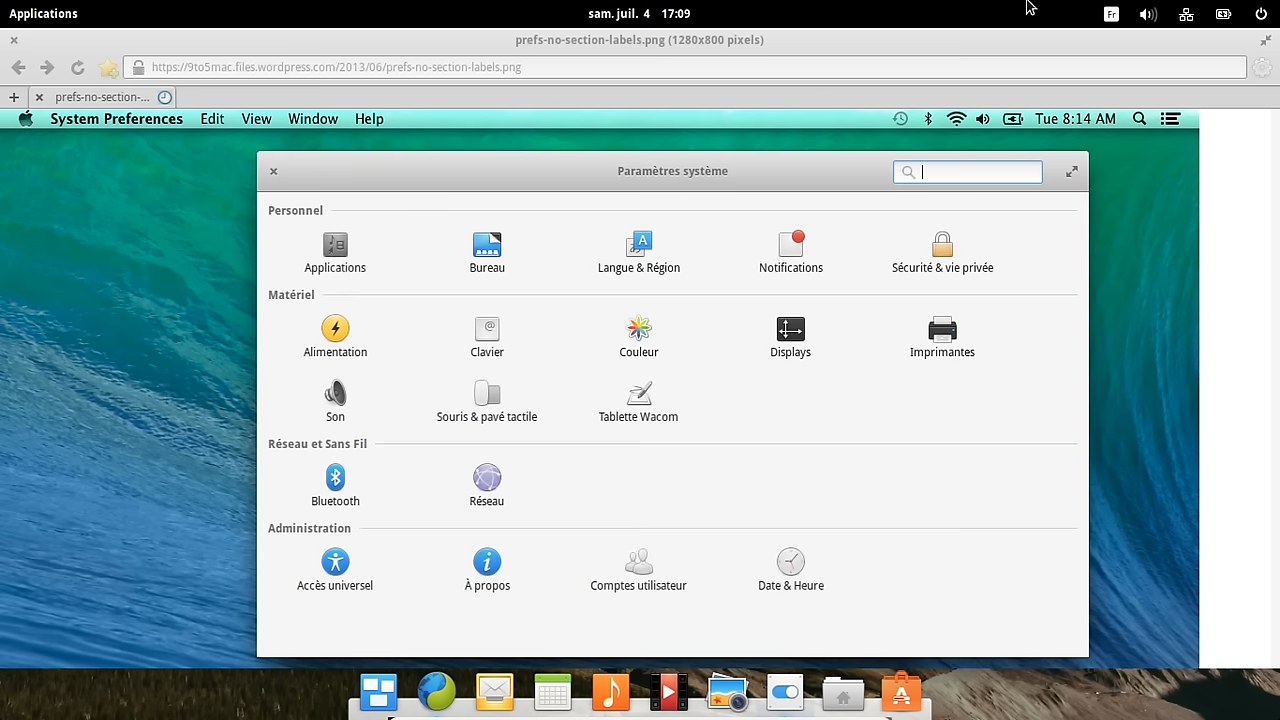 Applications
sam. juil. 4 17:09
Fr
prefs-no-section-labels.png (1280x800 pixels)
https://9to5mac.files.wordpress.com/2013/06/prefs-no-section-labels.png
prefs-no-section-...
System Preferences Edit View Window Help
Tue 8:14 AM
Paramètres système
Personnel
Applications Bureau Langue & Région Notifications Sécurité & vie privée
Matériel
Alimentation Clavier Couleur Displays Imprimantes
Son Souris & pavé tactile Tablette Wacom
Réseau et Sans Fil
Bluetooth Réseau
Administration
Accès universel À propos Comptes utilisateur Date & Heure